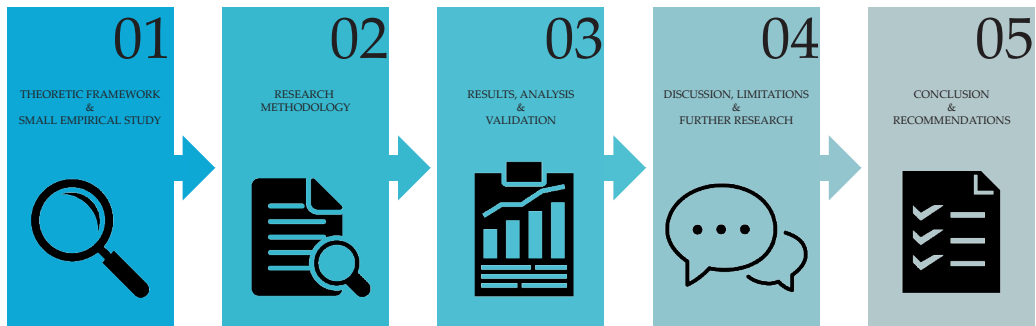 01
THEORETIC FRAMEWORK
&
SMALL EMPIRICAL STUDY
02
RESEARCH
METHODOLOGY
03
RESULTS, ANALYSIS
&
VALIDATION
04
DISCUSSION, LIMITATIONS
&
FURTHER RESEARCH
05
CONCLUSION
&
RECOMMENDATIONS